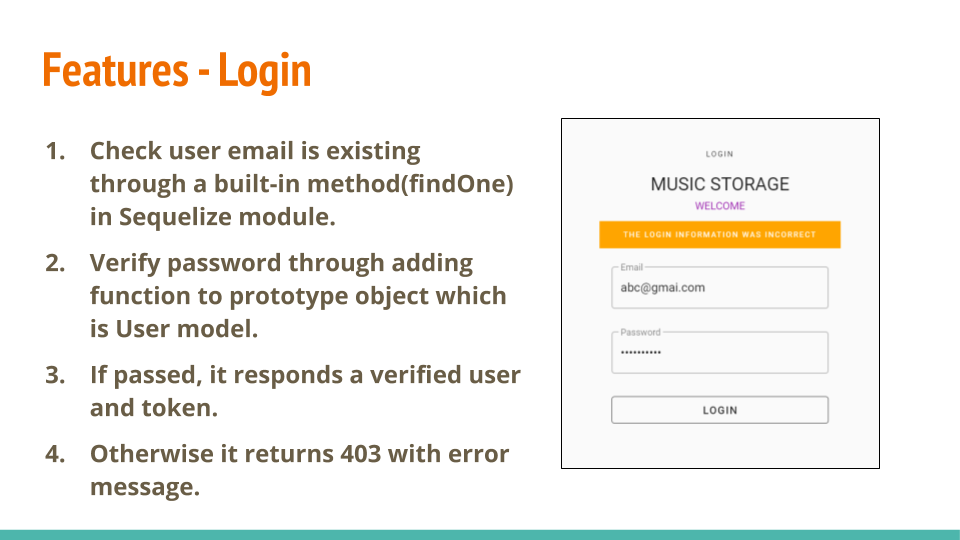 Features - Login
1. Check user email is existing
through a built-in method(findOne)
in Sequelize module.
2. Verify password through adding
function to prototype object which
is User model.
3. If passed, it responds a verified user
and token.
4. Otherwise it returns 403 with error
message.
LOGIN
MUSIC STORAGE
WELCOME
THE LOGIN INFORMATION WAS INCORRECT
Email
abc@gmai.com
Password
••••••••••
LOGIN